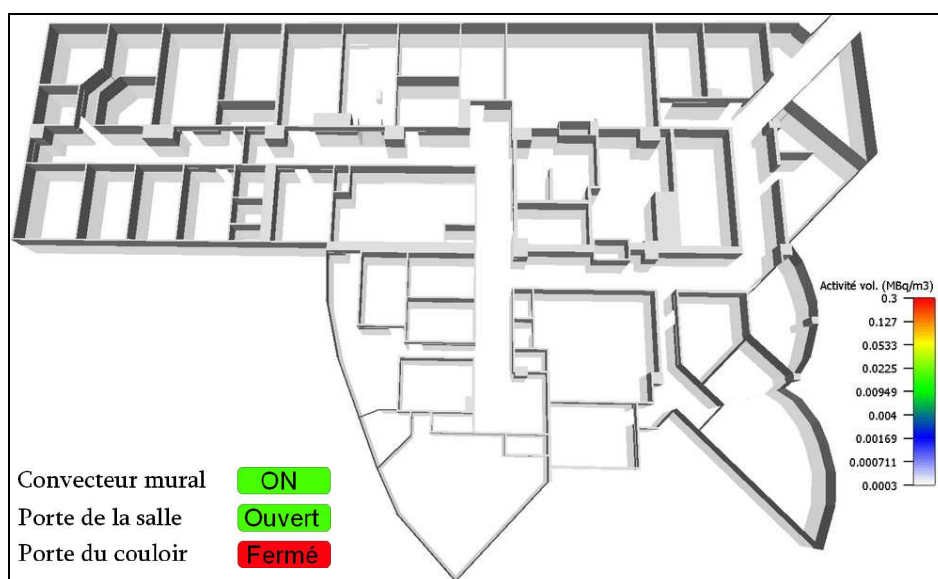 Activité vol. (MBq/m3)
0.3
0.127
0.0533
0.0225
0.00949
0.004
0.00169
0.000711
0.0003
Convecteur mural ON
Porte de la salle Ouvert
Porte du couloir Fermé